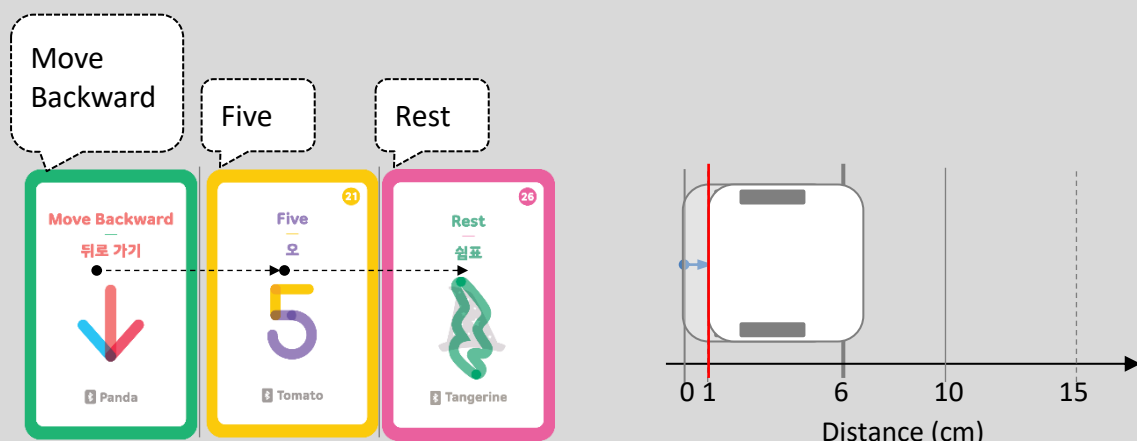 Move
Backward
Five
Rest
Move Backward
뒤로 가기
Panda
21
Five
오
5
Tomato
26
Rest
쉼표
Tangerine
0 1 6 10 15
Distance (cm)